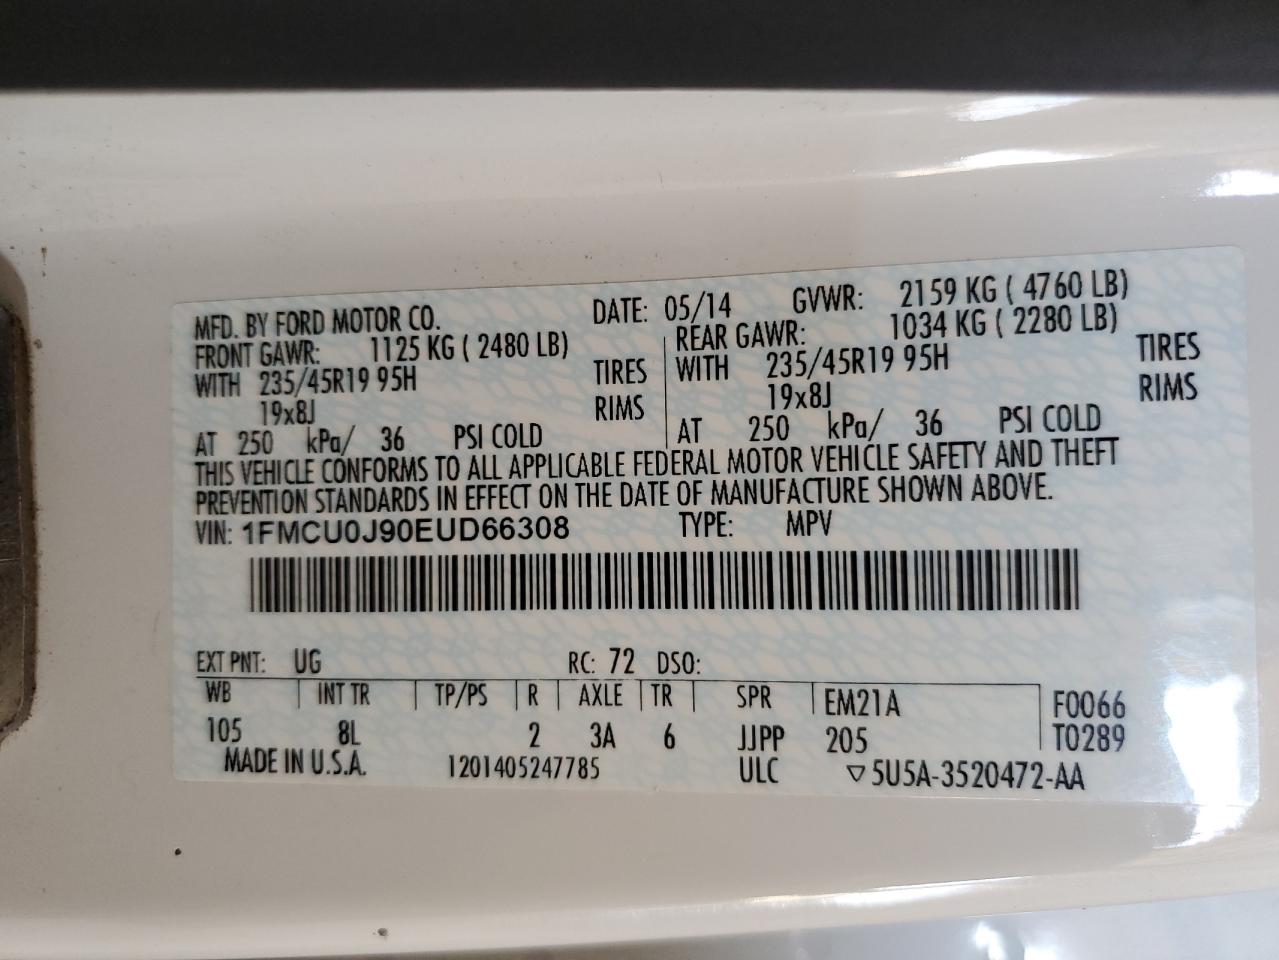 MFD. BY FORD MOTOR CO. DATE: 05/14 GVWR: 2159 KG ( 4760 LB)
FRONT GAWR: 1125 KG ( 2480 LB) REAR GAWR: 1034 KG ( 2280 LB)
WITH 235/45R19 95H TIRES WITH 235/45R19 95H TIRES
19x8J RIMS 19x8J RIMS
AT 250 kPa/ 36 PSI COLD AT 250 kPa/ 36 PSI COLD
THIS VEHICLE CONFORMS TO ALL APPLICABLE FEDERAL MOTOR VEHICLE SAFETY AND THEFT
PREVENTION STANDARDS IN EFFECT ON THE DATE OF MANUFACTURE SHOWN ABOVE.
VIN: 1FMCU0J90EUD66308 TYPE: MPV
EXT PNT: UG RC: 72 DSO:
WB INT TR TP/PS R AXLE TR SPR EM21A F0066
105 8L 2 3A 6 JJPP 205 T0289
MADE IN U.S.A. 1201405247785 ULC ▽5U5A-3520472-AA